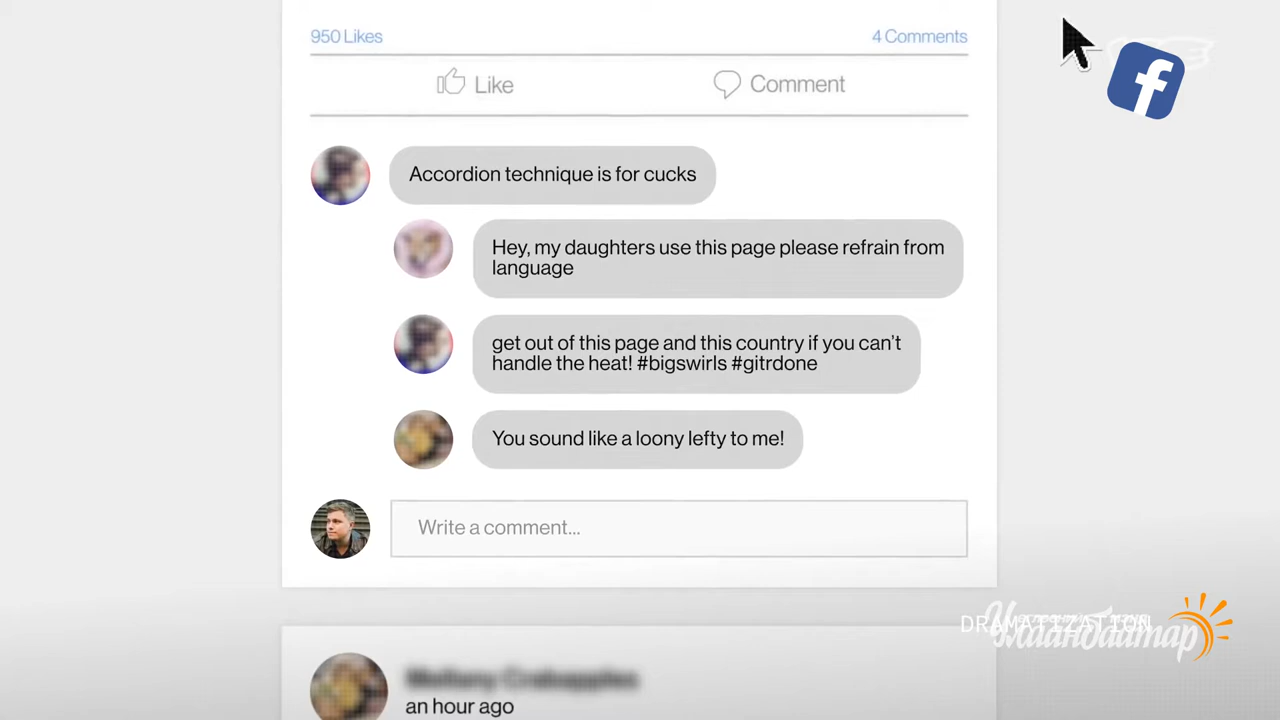 950 Likes
4 Comments
Like
Comment
Accordion technique is for cucks
Hey, my daughters use this page please refrain from
language
get out of this page and this country if you can't
handle the heat! #bigswirls #gitrdone
You sound like a loony lefty to me!
Write a comment...
DRAMATIZATION
Улаанбаатар
an hour ago